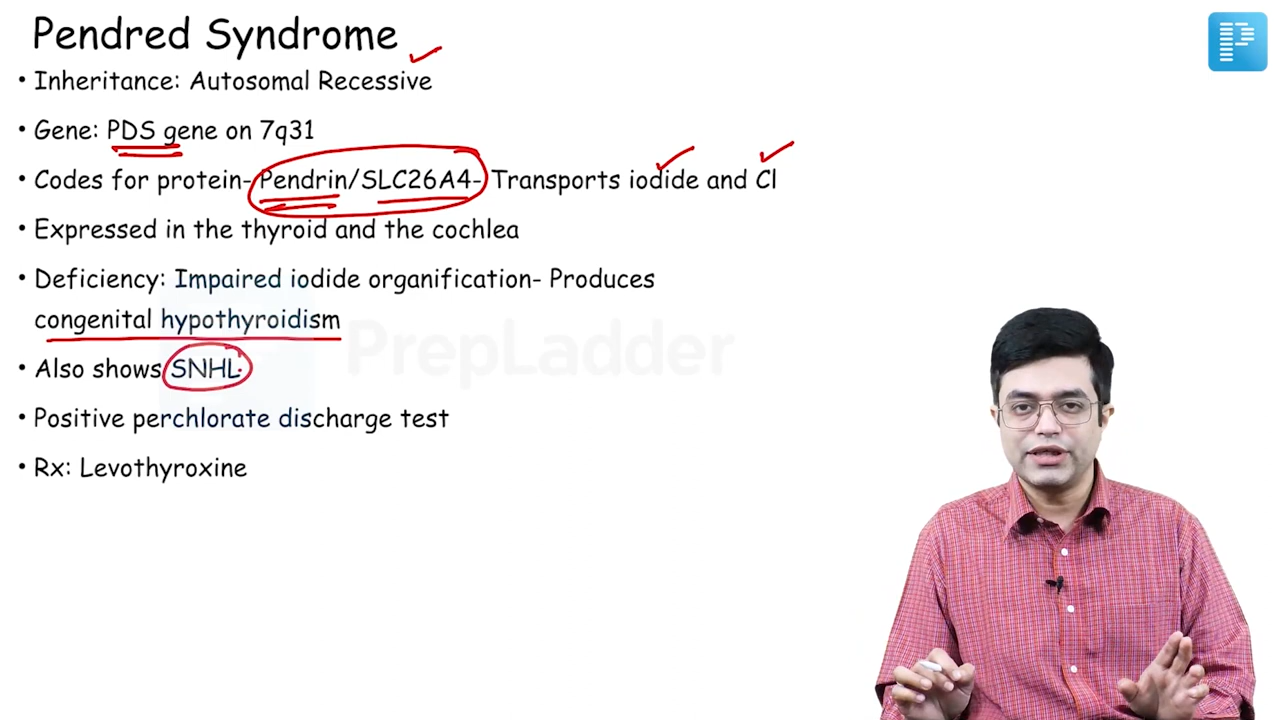 Pendred Syndrome
• Inheritance: Autosomal Recessive
• Gene: PDS gene on 7q31
• Codes for protein- Pendrin/SLC26A4- Transports iodide and Cl
• Expressed in the thyroid and the cochlea
• Deficiency: Impaired iodide organification- Produces
congenital hypothyroidism
• Also shows SNHL
• Positive perchlorate discharge test
• Rx: Levothyroxine
PrepLadder